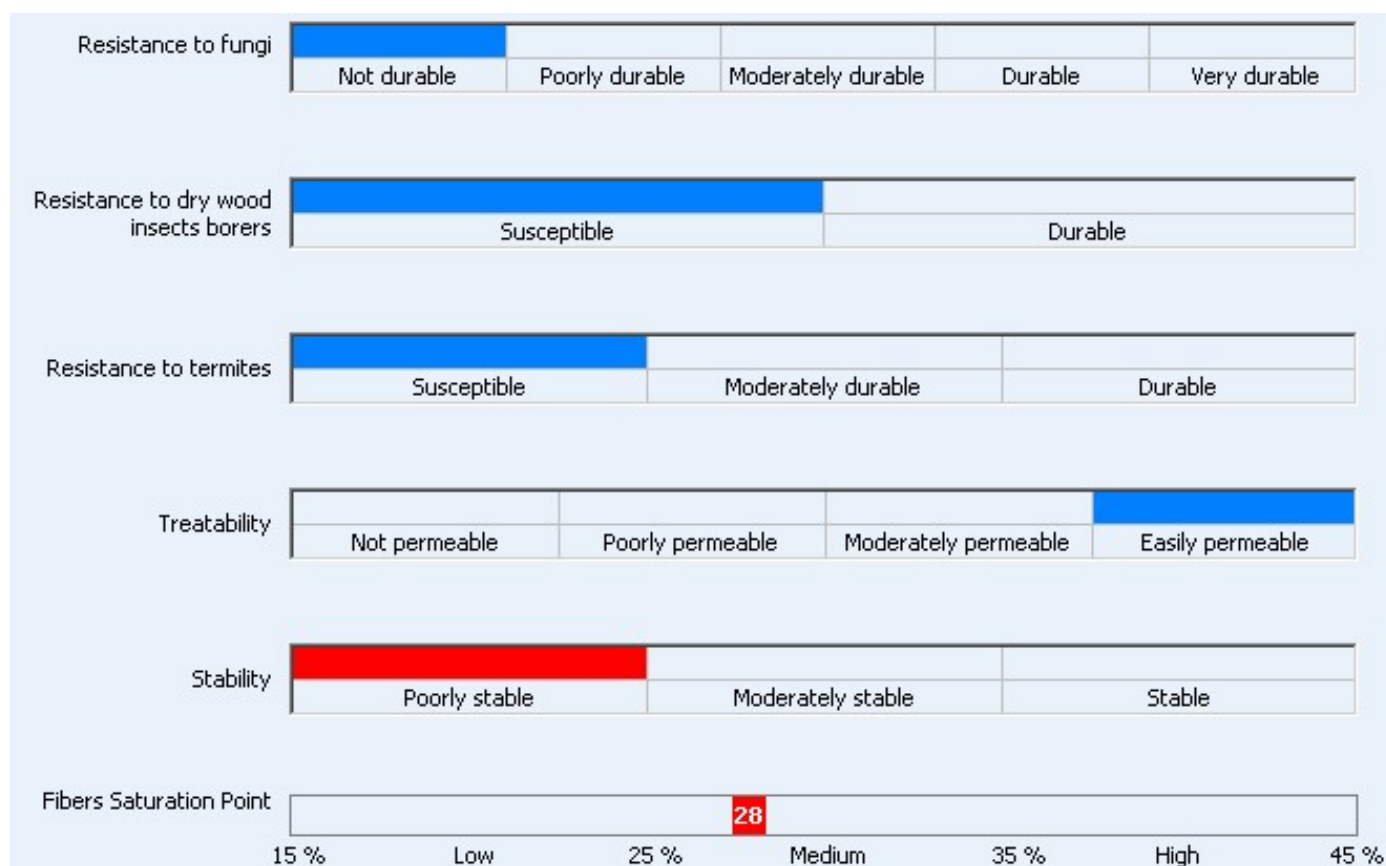 Resistance to fungi
Not durable Poorly durable Moderately durable Durable Very durable
Resistance to dry wood
insects borers
Susceptible Durable
Resistance to termites
Susceptible Moderately durable Durable
Treatability
Not permeable Poorly permeable Moderately permeable Easily permeable
Stability
Poorly stable Moderately stable Stable
Fibers Saturation Point
28
15 % Low 25 % Medium 35 % High 45 %